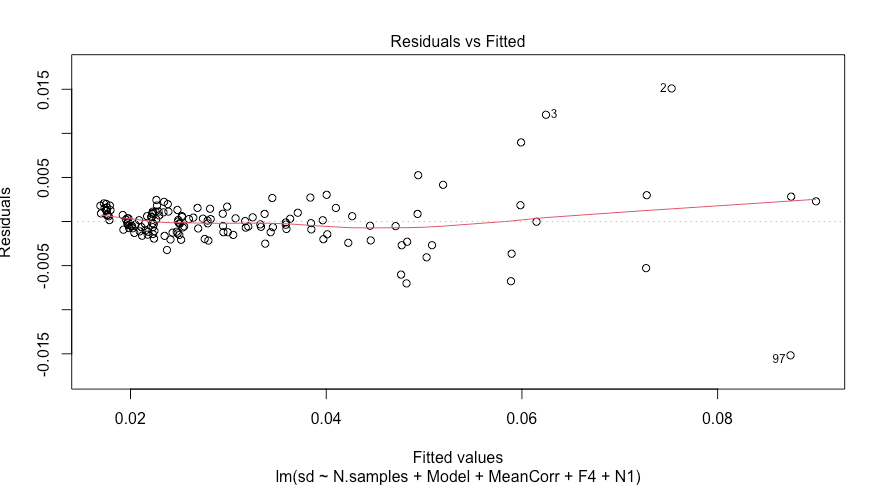 Residuals vs Fitted
Residuals
0.015
0.005
-0.005
-0.015
2
3
97
0.02 0.04 0.06 0.08
Fitted values
lm(sd ~ N.samples + Model + MeanCorr + F4 + N1)